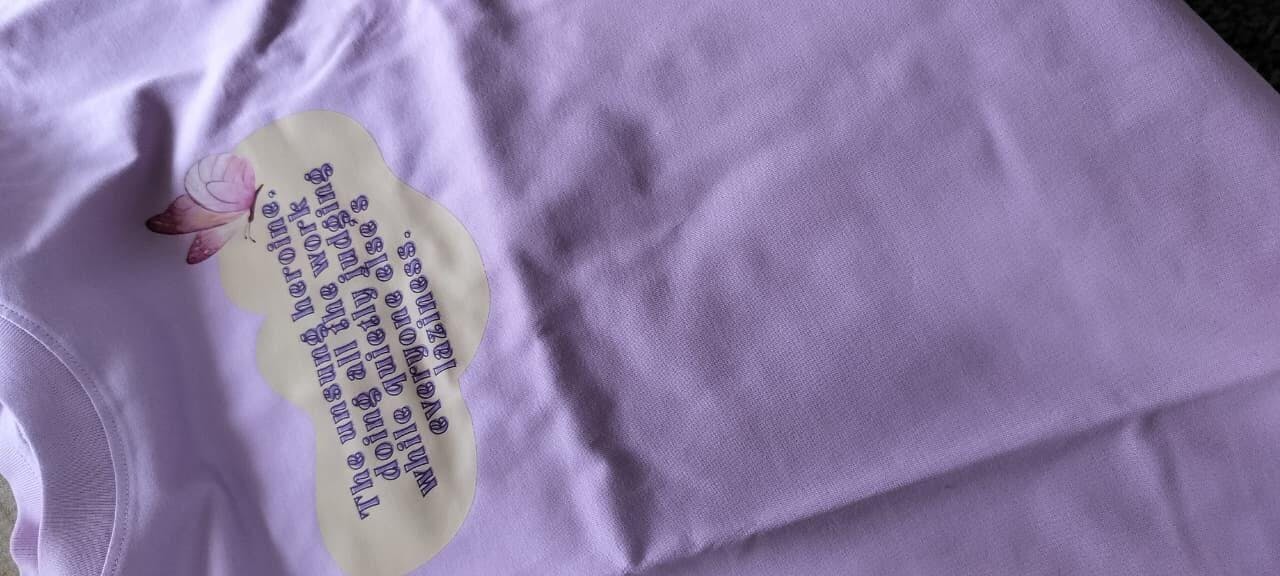 The unsung heroine,
doing all the work
while quietly judging
everyone else's
laziness.